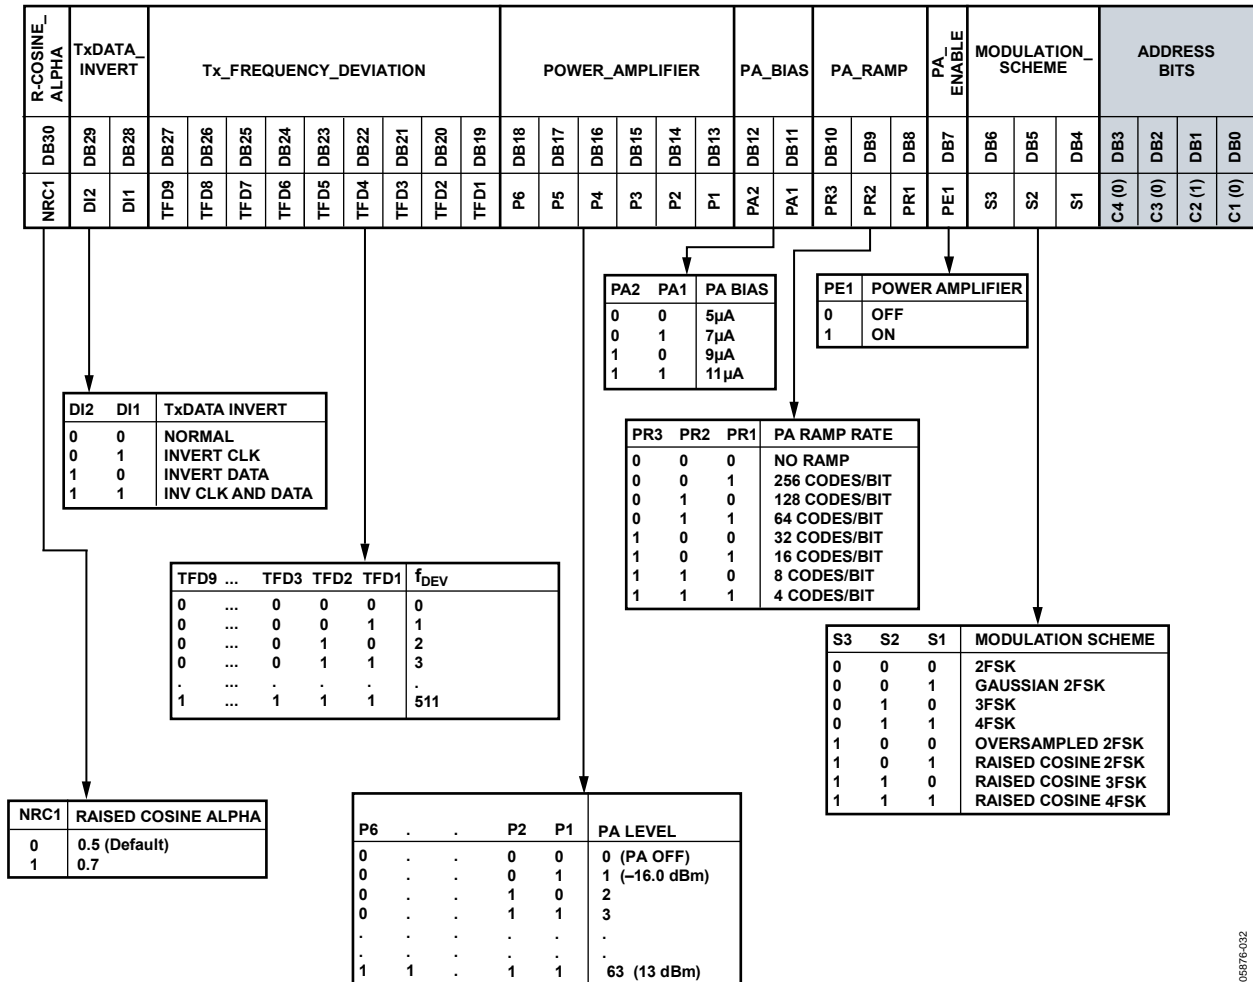 R-COSINE_ALPHA
TxDATA_INVERT
Tx_FREQUENCY_DEVIATION
POWER_AMPLIFIER
PA_BIAS
PA_RAMP
PA_ENABLE
MODULATION_SCHEME
ADDRESS BITS
DB30 DB29 DB28 DB27 DB26 DB25 DB24 DB23 DB22 DB21 DB20 DB19 DB18 DB17 DB16 DB15 DB14 DB13 DB12 DB11 DB10 DB9 DB8 DB7 DB6 DB5 DB4 DB3 DB2 DB1 DB0
NRC1 DI2 DI1 TFD9 TFD8 TFD7 TFD6 TFD5 TFD4 TFD3 TFD2 TFD1 P6 P5 P4 P3 P2 P1 PA2 PA1 PR3 PR2 PR1 PE1 S3 S2 S1 C4 (0) C3 (0) C2 (1) C1 (0)
PA2 PA1 PA BIAS
0 0 5µA
0 1 7µA
1 0 9µA
1 1 11µA
PE1 POWER AMPLIFIER
0 OFF
1 ON
DI2 DI1 TxDATA INVERT
0 0 NORMAL
0 1 INVERT CLK
1 0 INVERT DATA
1 1 INV CLK AND DATA
PR3 PR2 PR1 PA RAMP RATE
0 0 0 NO RAMP
0 0 1 256 CODES/BIT
0 1 0 128 CODES/BIT
0 1 1 64 CODES/BIT
1 0 0 32 CODES/BIT
1 0 1 16 CODES/BIT
1 1 0 8 CODES/BIT
1 1 1 4 CODES/BIT
TFD9 ... TFD3 TFD2 TFD1 fDEV
0 ... 0 0 0 0
0 ... 0 0 1 1
0 ... 0 1 0 2
0 ... 0 1 1 3
. ... . . . .
1 ... 1 1 1 511
S3 S2 S1 MODULATION SCHEME
0 0 0 2FSK
0 0 1 GAUSSIAN 2FSK
0 1 0 3FSK
0 1 1 4FSK
1 0 0 OVERSAMPLED 2FSK
1 0 1 RAISED COSINE 2FSK
1 1 0 RAISED COSINE 3FSK
1 1 1 RAISED COSINE 4FSK
NRC1 RAISED COSINE ALPHA
0 0.5 (Default)
1 0.7
P6 . . P2 P1 PA LEVEL
0 . . 0 0 0 (PA OFF)
0 . . 0 1 1 (–16.0 dBm)
0 . . 1 0 2
0 . . 1 1 3
. . . . . .
. . . . . .
1 1 . 1 1 63 (13 dBm)
05876-032